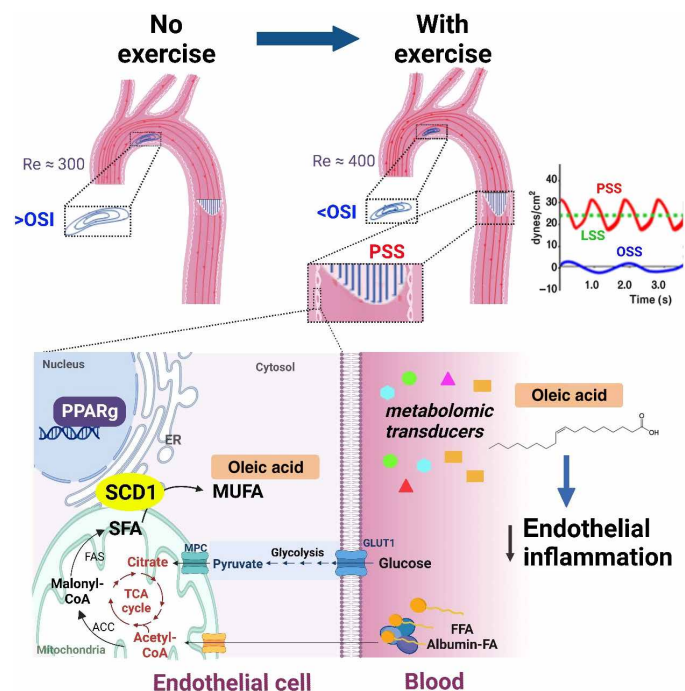 No
exercise
With
exercise
Re ≈ 300
Re ≈ 400
>OSI
<OSI
PSS
dynes/cm²
40
30
20
10
0
−10
PSS
LSS
OSS
1.0 2.0 3.0
Time (s)
Nucleus
Cytosol
PPARg
ER
Oleic acid
SCD1
MUFA
SFA
FAS
MPC
Citrate
Pyruvate
Glycolysis
GLUT1
Glucose
Malonyl-
CoA
TCA
cycle
ACC
Acetyl-
CoA
Mitochondria
metabolomic
transducers
Oleic acid
O
OH
Endothelial
inflammation
FFA
Albumin-FA
Endothelial cell
Blood